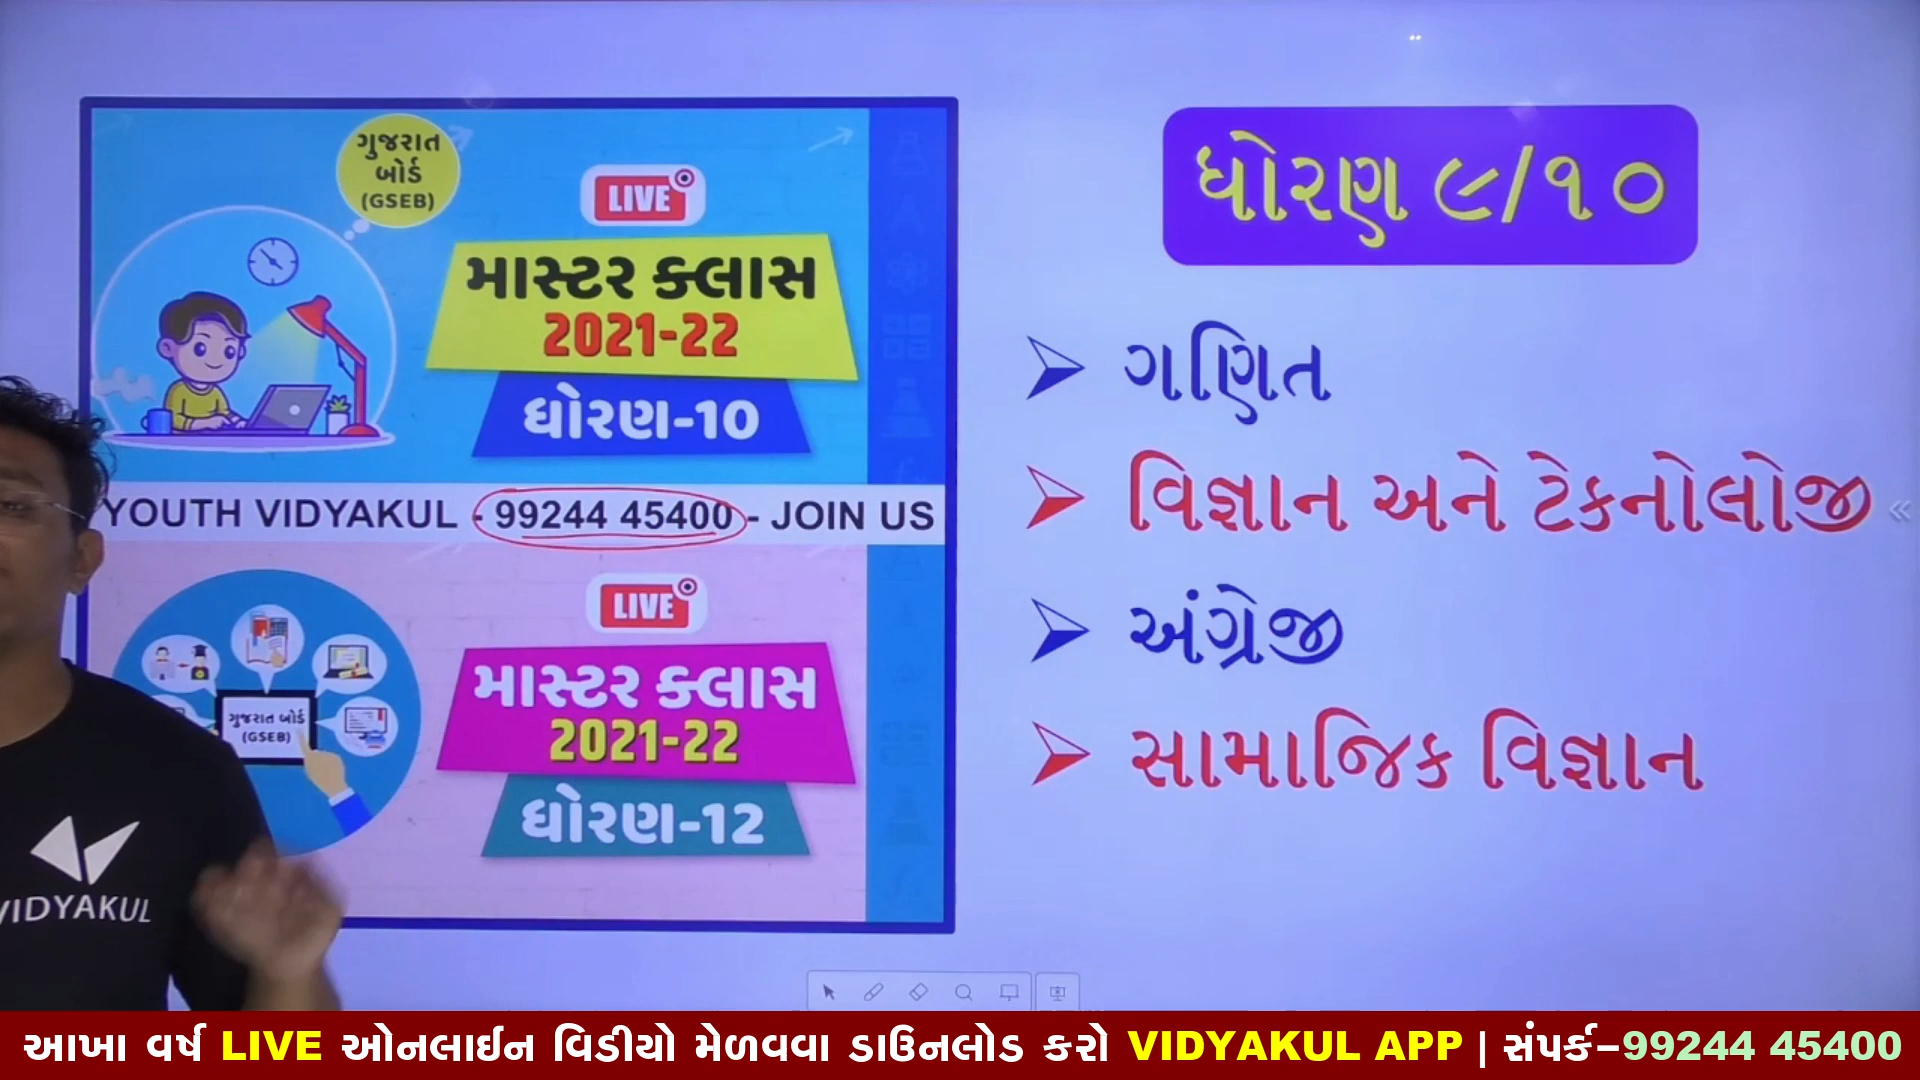 ગુજરાત
બોર્ડ
(GSEB)
LIVE
માસ્ટર ક્લાસ
2021-22
ધોરણ-10
YOUTH VIDYAKUL - 99244 45400 - JOIN US
LIVE
માસ્ટર ક્લાસ
2021-22
ધોરણ-12
ગુજરાત બોર્ડ
(GSEB)
ધોરણ ૯/૧૦
ગણિત
વિજ્ઞાન અને ટેકનોલોજી
અંગ્રેજી
સામાજિક વિજ્ઞાન
VIDYAKUL
આખા વર્ષ LIVE ઓનલાઈન વિડીયો મેળવવા ડાઉનલોડ કરો VIDYAKUL APP | સંપર્ક-99244 45400